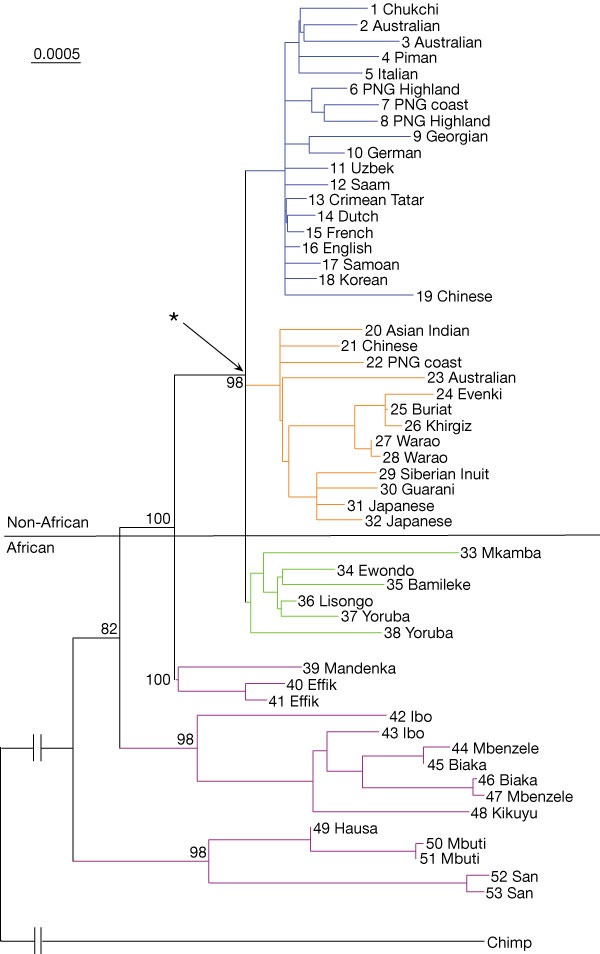 1 Chukchi
2 Australian
3 Australian
0.0005
4 Piman
5 Italian
6 PNG Highland
7 PNG coast
8 PNG Highland
9 Georgian
10 German
11 Uzbek
12 Saam
13 Crimean Tatar
14 Dutch
15 French
16 English
17 Samoan
18 Korean
19 Chinese
*
20 Asian Indian
21 Chinese
22 PNG coast
98
23 Australian
24 Evenki
25 Buriat
26 Khirgiz
27 Warao
28 Warao
29 Siberian Inuit
30 Guarani
31 Japanese
100
32 Japanese
Non-African
African
33 Mkamba
34 Ewondo
35 Bamileke
36 Lisongo
37 Yoruba
82
38 Yoruba
39 Mandenka
100
40 Effik
41 Effik
42 Ibo
98
43 Ibo
44 Mbenzele
45 Biaka
46 Biaka
47 Mbenzele
48 Kikuyu
49 Hausa
98
50 Mbuti
51 Mbuti
52 San
53 San
Chimp